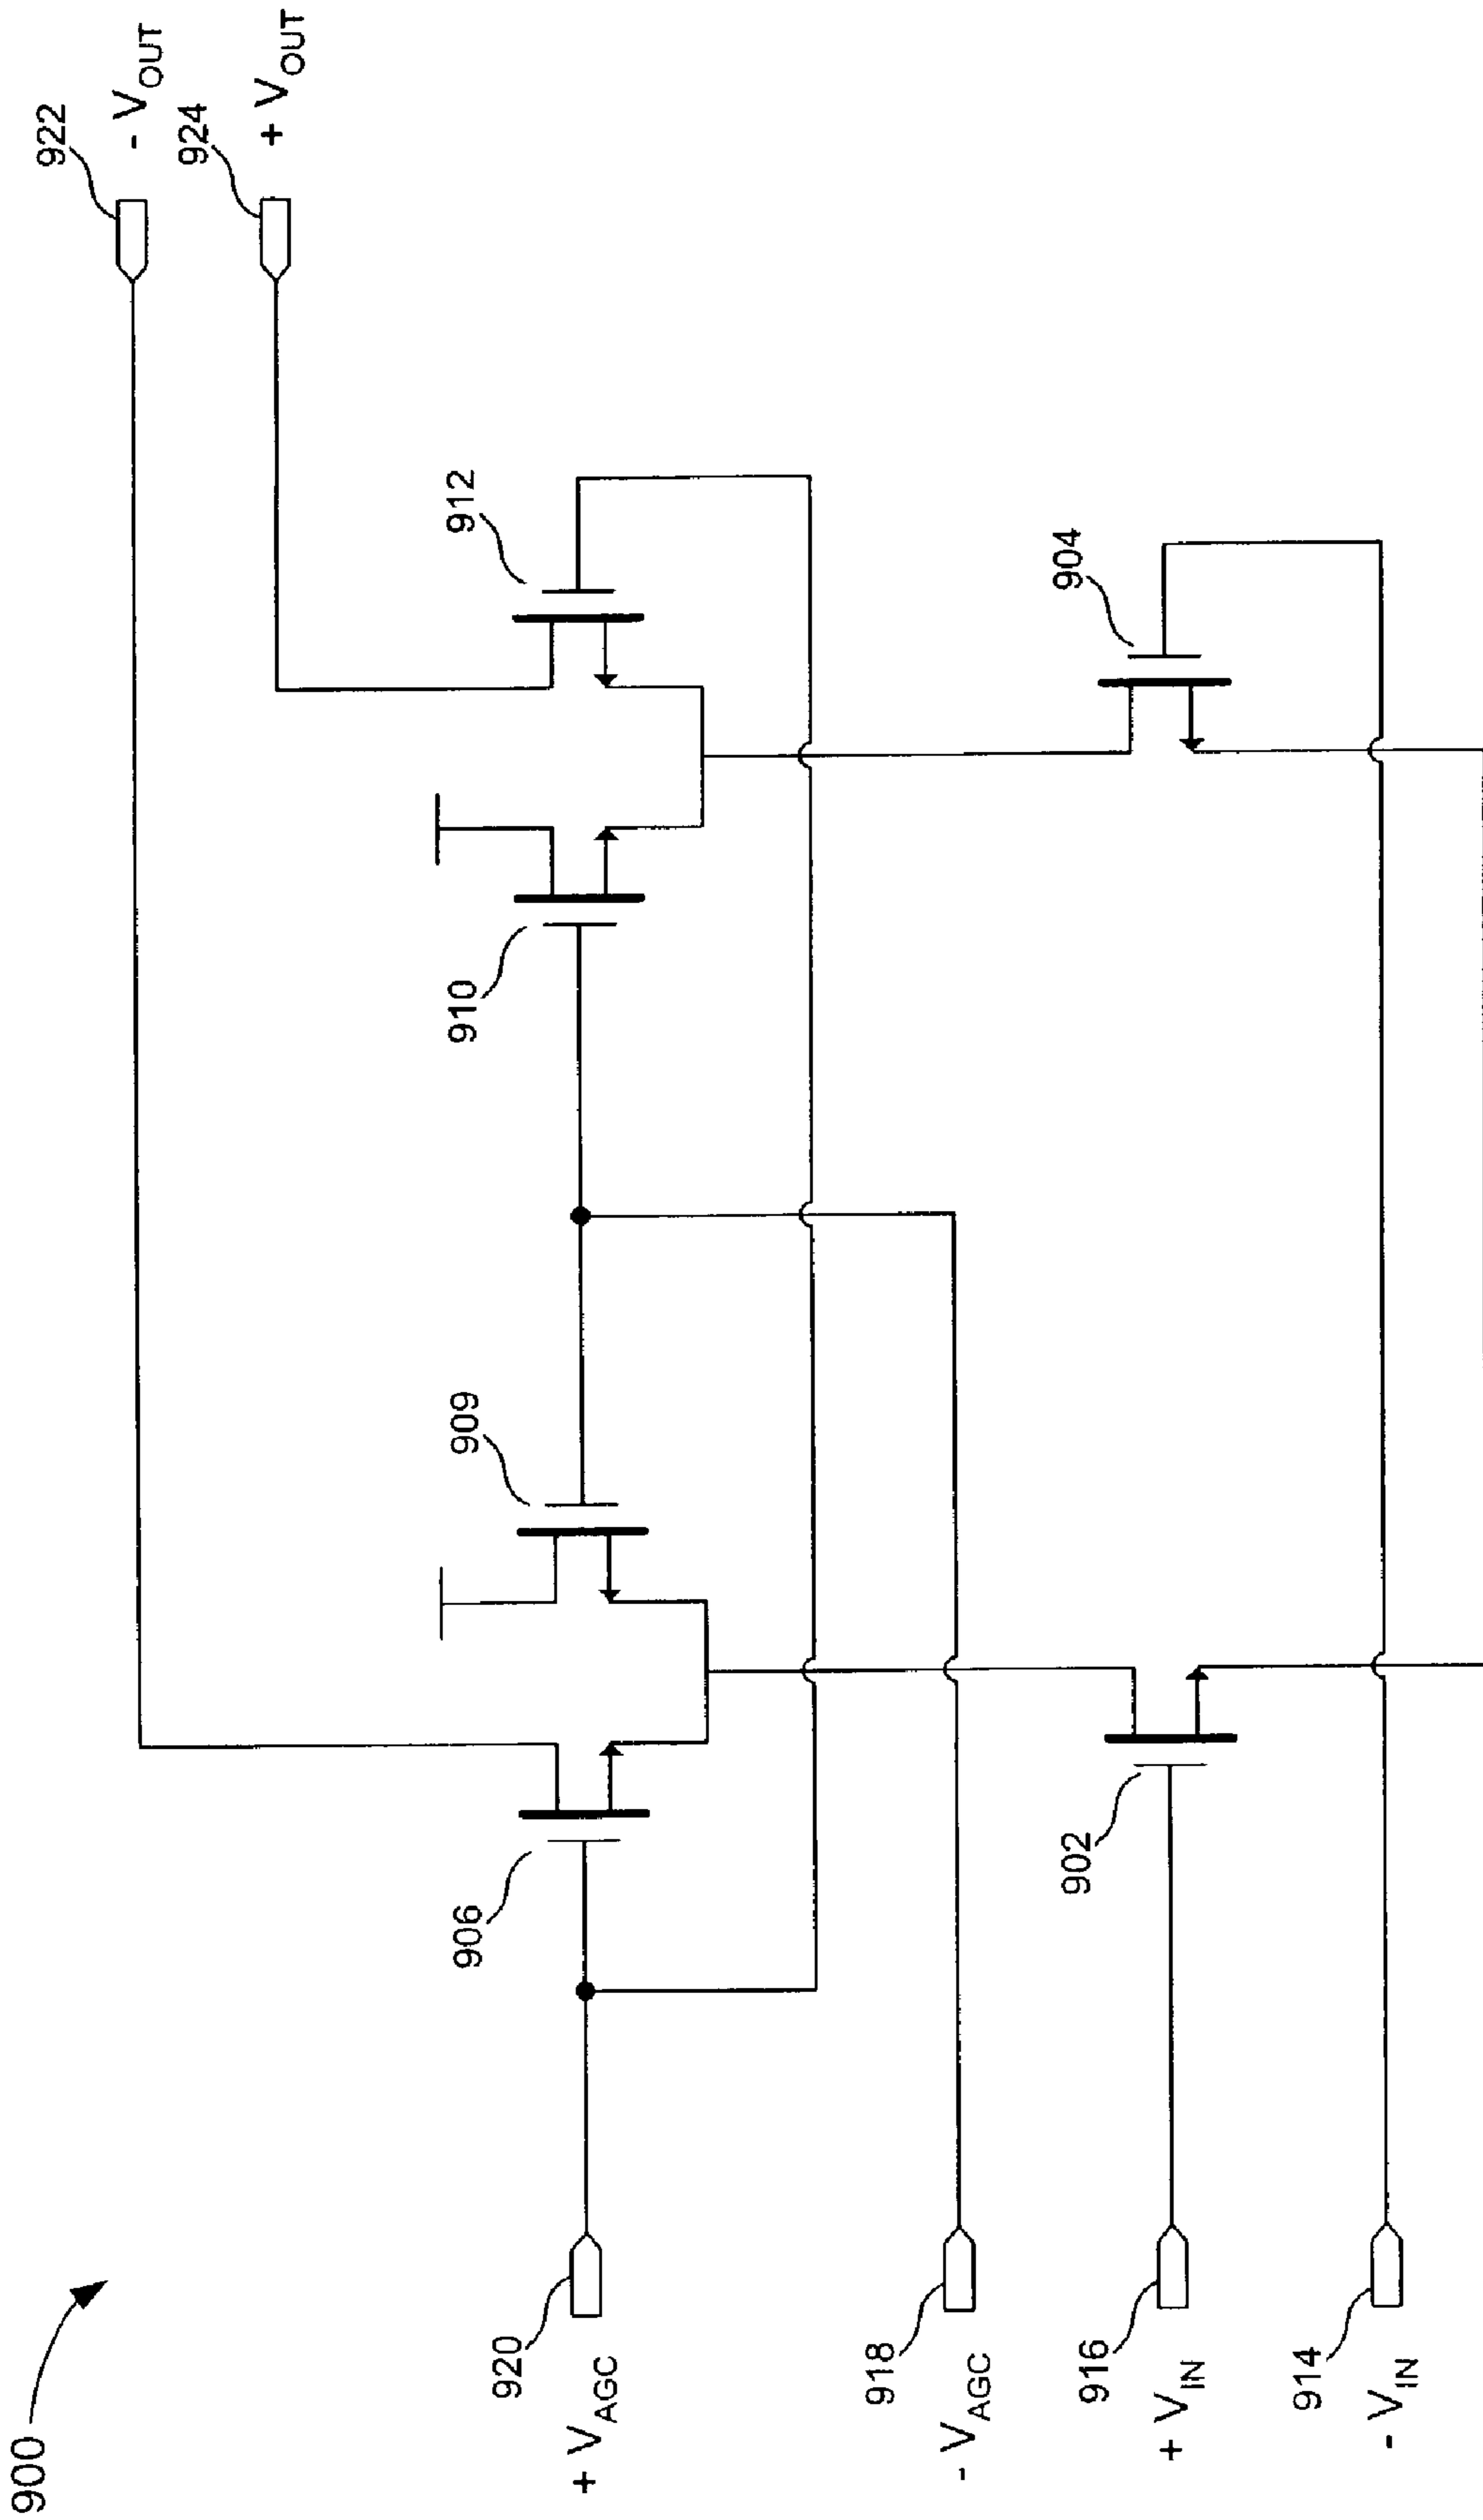 900
922
- V_OUT
924
+ V_OUT
906
909
910
912
920
+ V_AGC
918
- V_AGC
902
904
916
+ V_IN
914
- V_IN